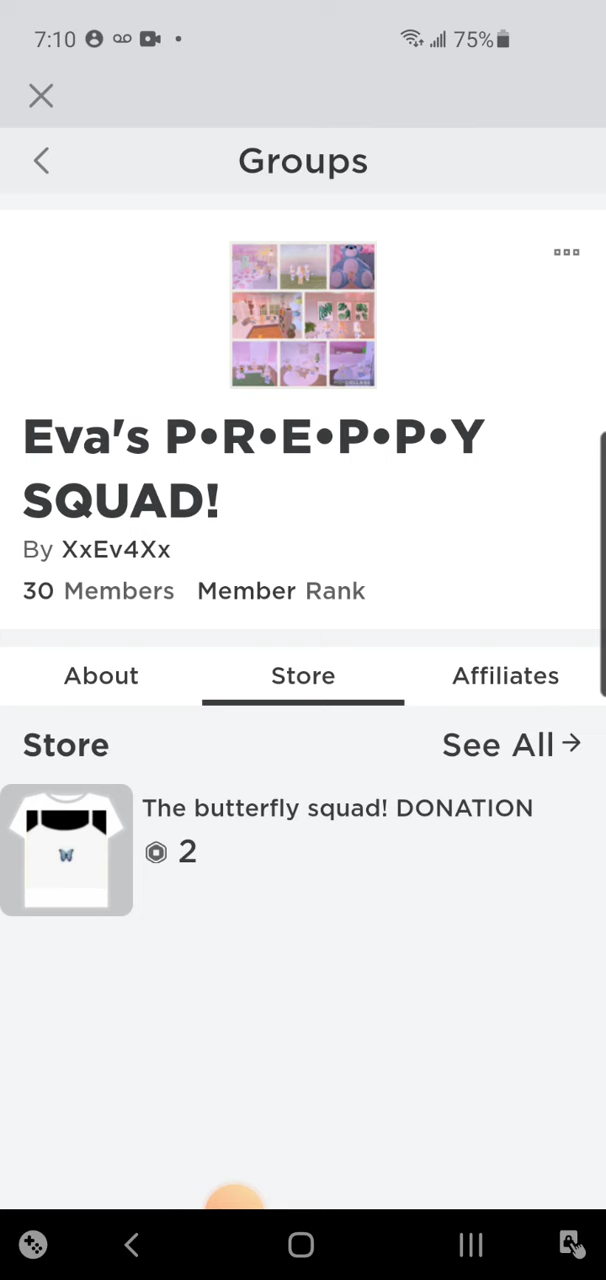 7:10 75%
Groups
Eva's P•R•E•P•P•Y
SQUAD!
By XxEv4Xx
30 Members Member Rank
About Store Affiliates
Store See All
The butterfly squad! DONATION
2